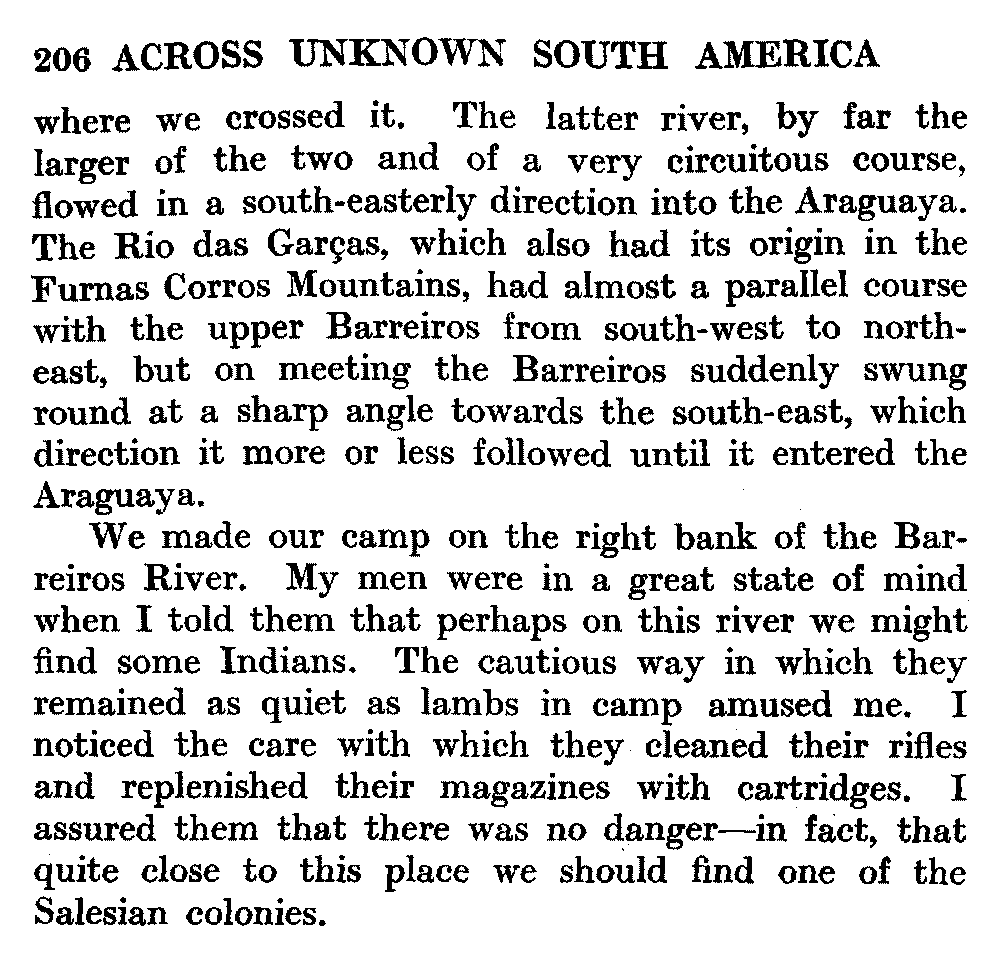 206 ACROSS UNKNOWN SOUTH AMERICA
where we crossed it. The latter river, by far the
larger of the two and of a very circuitous course,
flowed in a south-easterly direction into the Araguaya.
The Rio das Garças, which also had its origin in the
Furnas Corros Mountains, had almost a parallel course
with the upper Barreiros from south-west to north-
east, but on meeting the Barreiros suddenly swung
round at a sharp angle towards the south-east, which
direction it more or less followed until it entered the
Araguaya.
We made our camp on the right bank of the Bar-
reiros River. My men were in a great state of mind
when I told them that perhaps on this river we might
find some Indians. The cautious way in which they
remained as quiet as lambs in camp amused me. I
noticed the care with which they cleaned their rifles
and replenished their magazines with cartridges. I
assured them that there was no danger—in fact, that
quite close to this place we should find one of the
Salesian colonies.